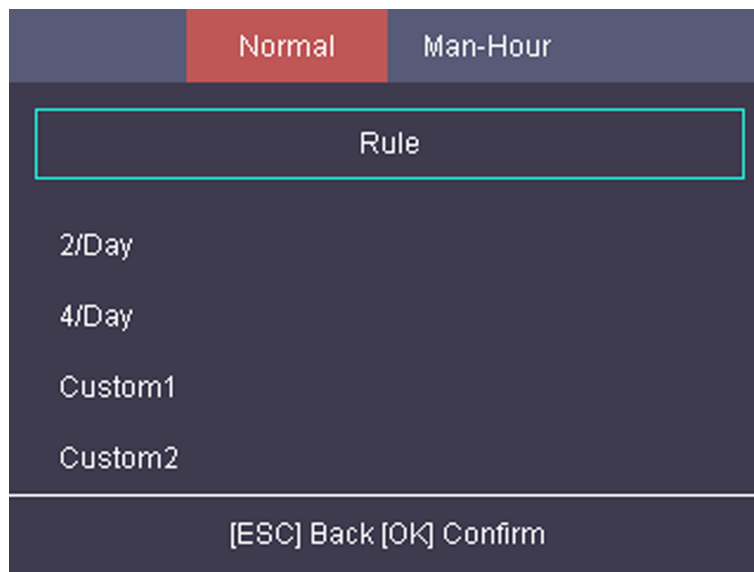 Normal Man-Hour
Rule
2/Day
4/Day
Custom1
Custom2
[ESC] Back [OK] Confirm